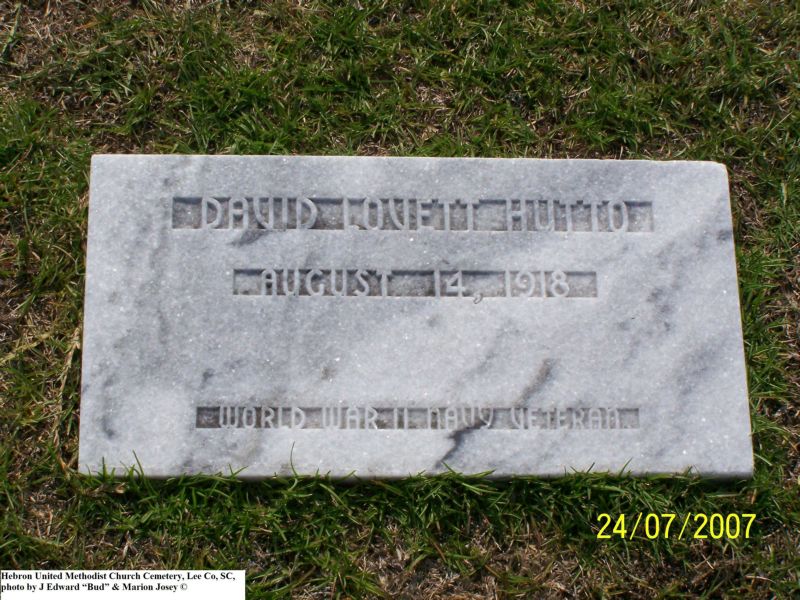 DAVID LOVETT HUTTO
AUGUST 14, 1918
WORLD WAR II NAVY VETERAN
24/07/2007
Hebron United Methodist Church Cemetery, Lee Co, SC,
photo by J Edward “Bud” & Marion Josey ©